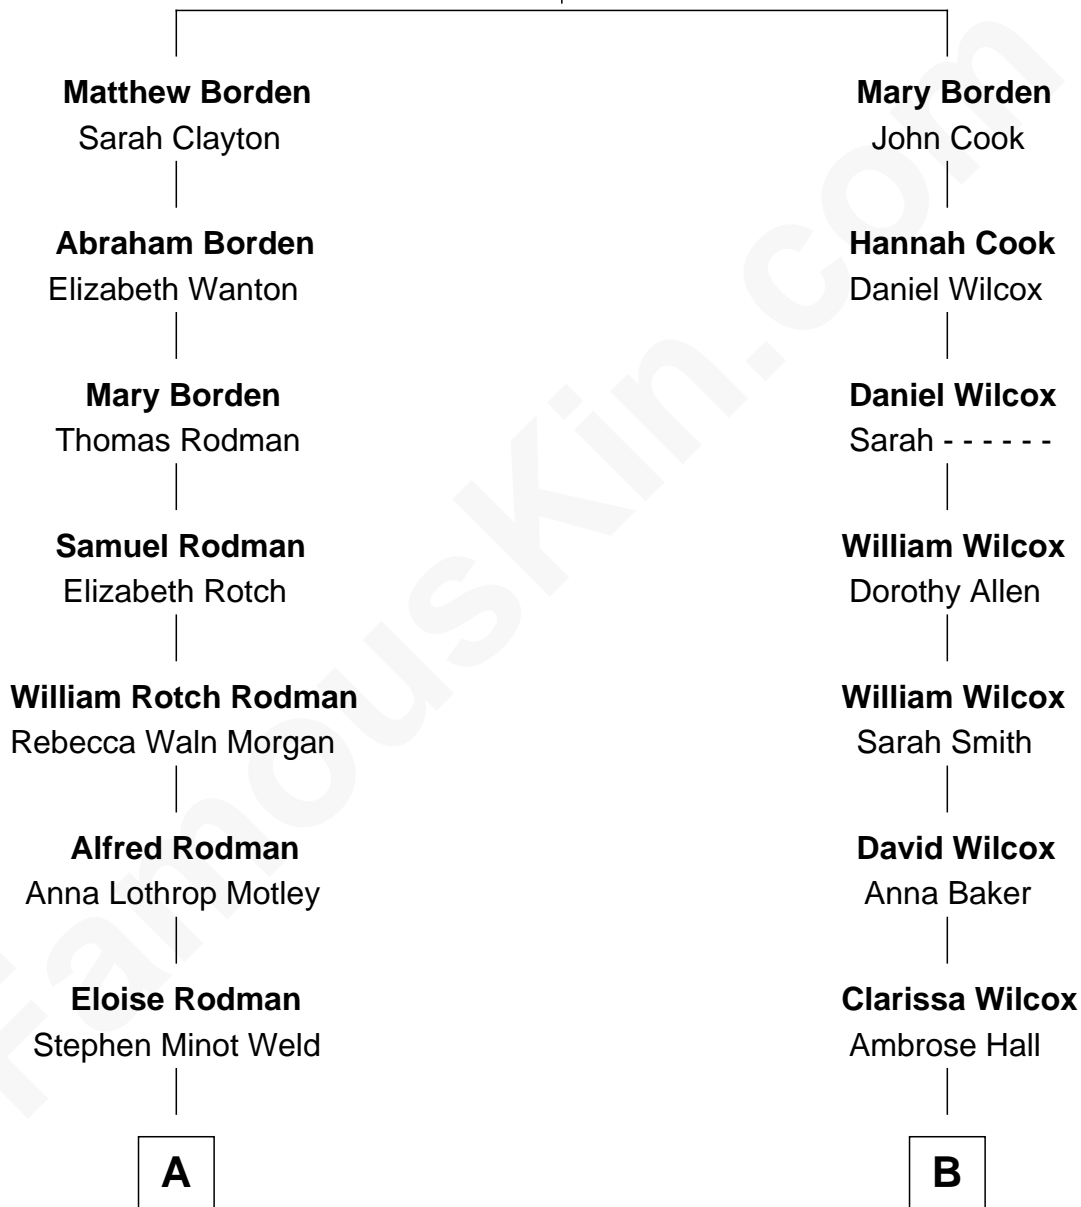 Matthew Borden
Sarah Clayton
Abraham Borden
Elizabeth Wanton
Mary Borden
Thomas Rodman
Samuel Rodman
Elizabeth Rotch
William Rotch Rodman
Rebecca Waln Morgan
Alfred Rodman
Anna Lothrop Motley
Eloise Rodman
Stephen Minot Weld
A
Mary Borden
John Cook
Hannah Cook
Daniel Wilcox
Daniel Wilcox
Sarah - - - - - -
William Wilcox
Dorothy Allen
William Wilcox
Sarah Smith
David Wilcox
Anna Baker
Clarissa Wilcox
Ambrose Hall
B
FamousKin.com